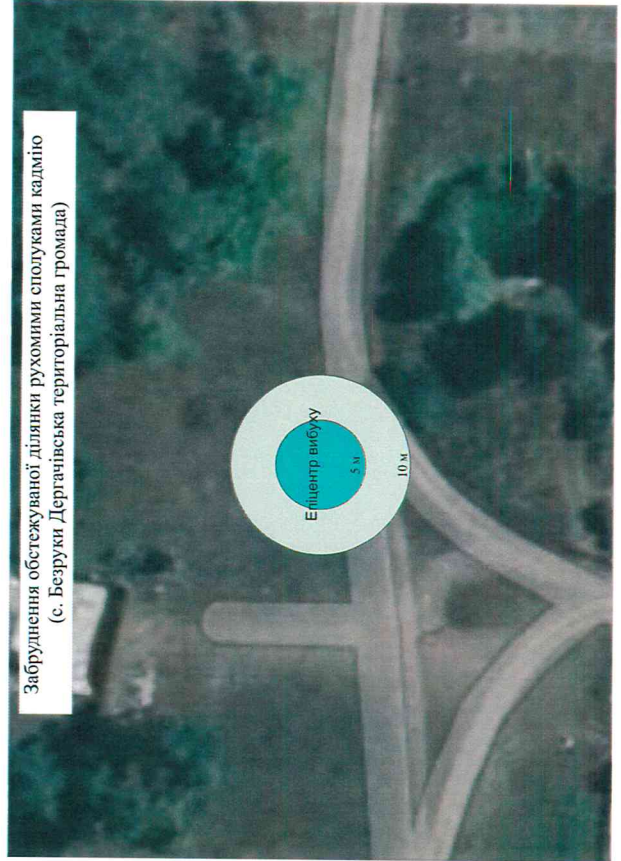 Забруднення обстежуваної ділянки рухомими сполуками кадмію
(с. Безруки Дергачівська територіальна громада)
Епіцентр вибуху
5 м
10 м